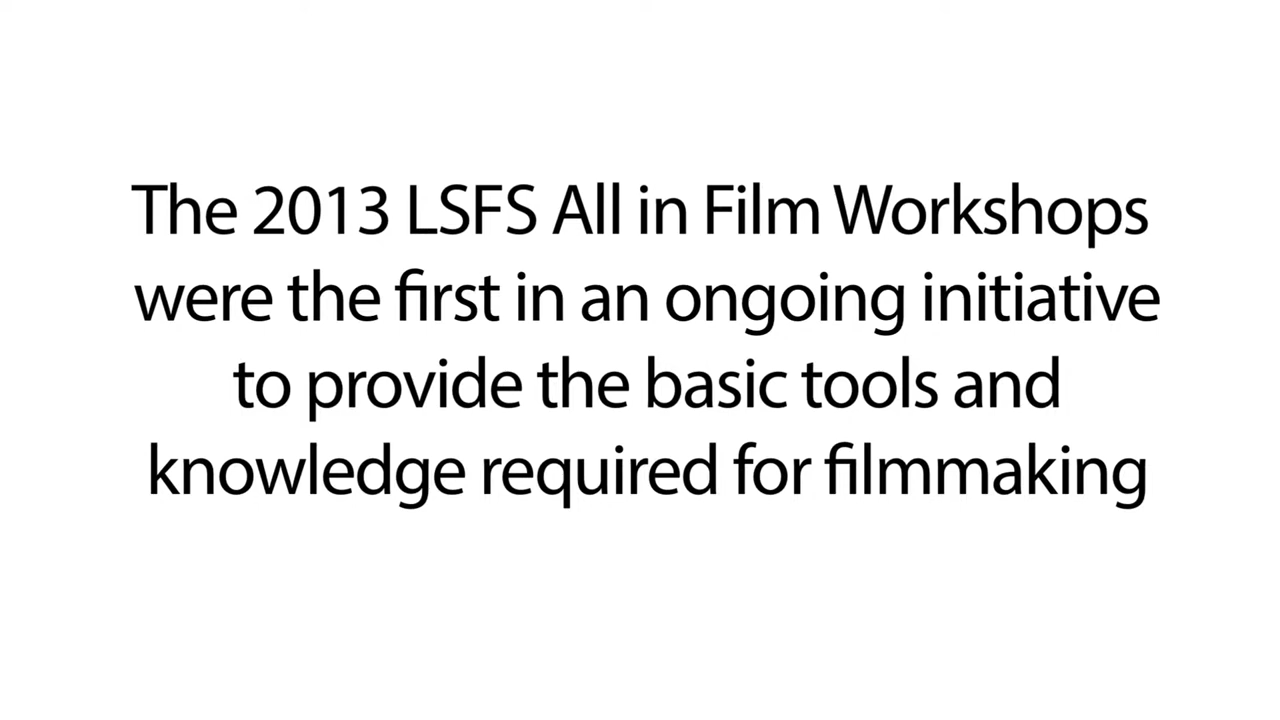 The 2013 LSFS All in Film Workshops
were the first in an ongoing initiative
to provide the basic tools and
knowledge required for filmmaking